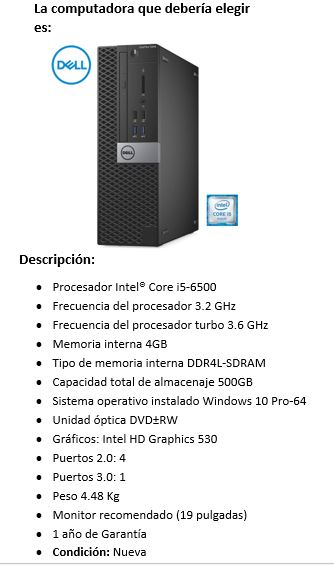 La computadora que debería elegir
es:
DELL
DELL
intel
CORE i5
Descripción:
• Procesador Intel® Core i5-6500
• Frecuencia del procesador 3.2 GHz
• Frecuencia del procesador turbo 3.6 GHz
• Memoria interna 4GB
• Tipo de memoria interna DDR4L-SDRAM
• Capacidad total de almacenaje 500GB
• Sistema operativo instalado Windows 10 Pro-64
• Unidad óptica DVD±RW
• Gráficos: Intel HD Graphics 530
• Puertos 2.0: 4
• Puertos 3.0: 1
• Peso 4.48 Kg
• Monitor recomendado (19 pulgadas)
• 1 año de Garantía
• Condición: Nueva